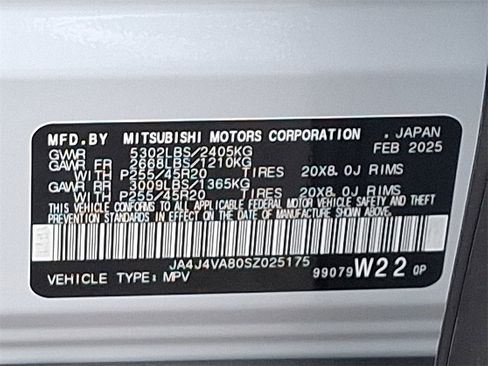 MFD.BY MITSUBISHI MOTORS CORPORATION . JAPAN
GWR 5302LBS/2405KG FEB 2025
GAWR FR 2668LBS/1210KG
WITH P255/45R20 TIRES 20X8.0J RIMS
GAWR RR 3009LBS/1365KG
WITH P255/45R20 TIRES 20X8.0J RIMS
THIS VEHICLE CONFORMS TO ALL APPLICABLE FEDERAL MOTOR VEHICLE SAFETY AND THEFT
PREVENTION STANDARDS IN EFFECT ON THE DATE OF MANUFACTURE SHOWN ABOVE.
JA4J4VA80SZ025175
VEHICLE TYPE: MPV 99079 W22 0P